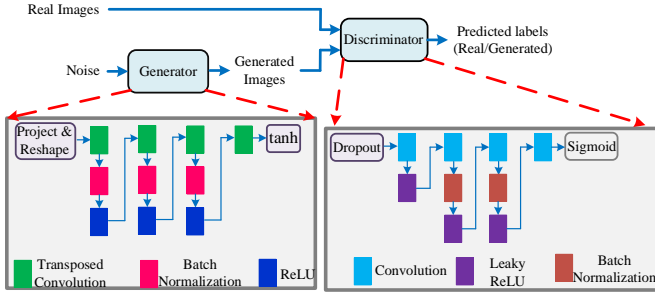 Real Images
Discriminator
Predicted labels
(Real/Generated)
Noise
Generator
Generated
Images
Project &
Reshape
tanh
Transposed
Convolution
Batch
Normalization
ReLU
Dropout
Sigmoid
Convolution
Leaky
ReLU
Batch
Normalization